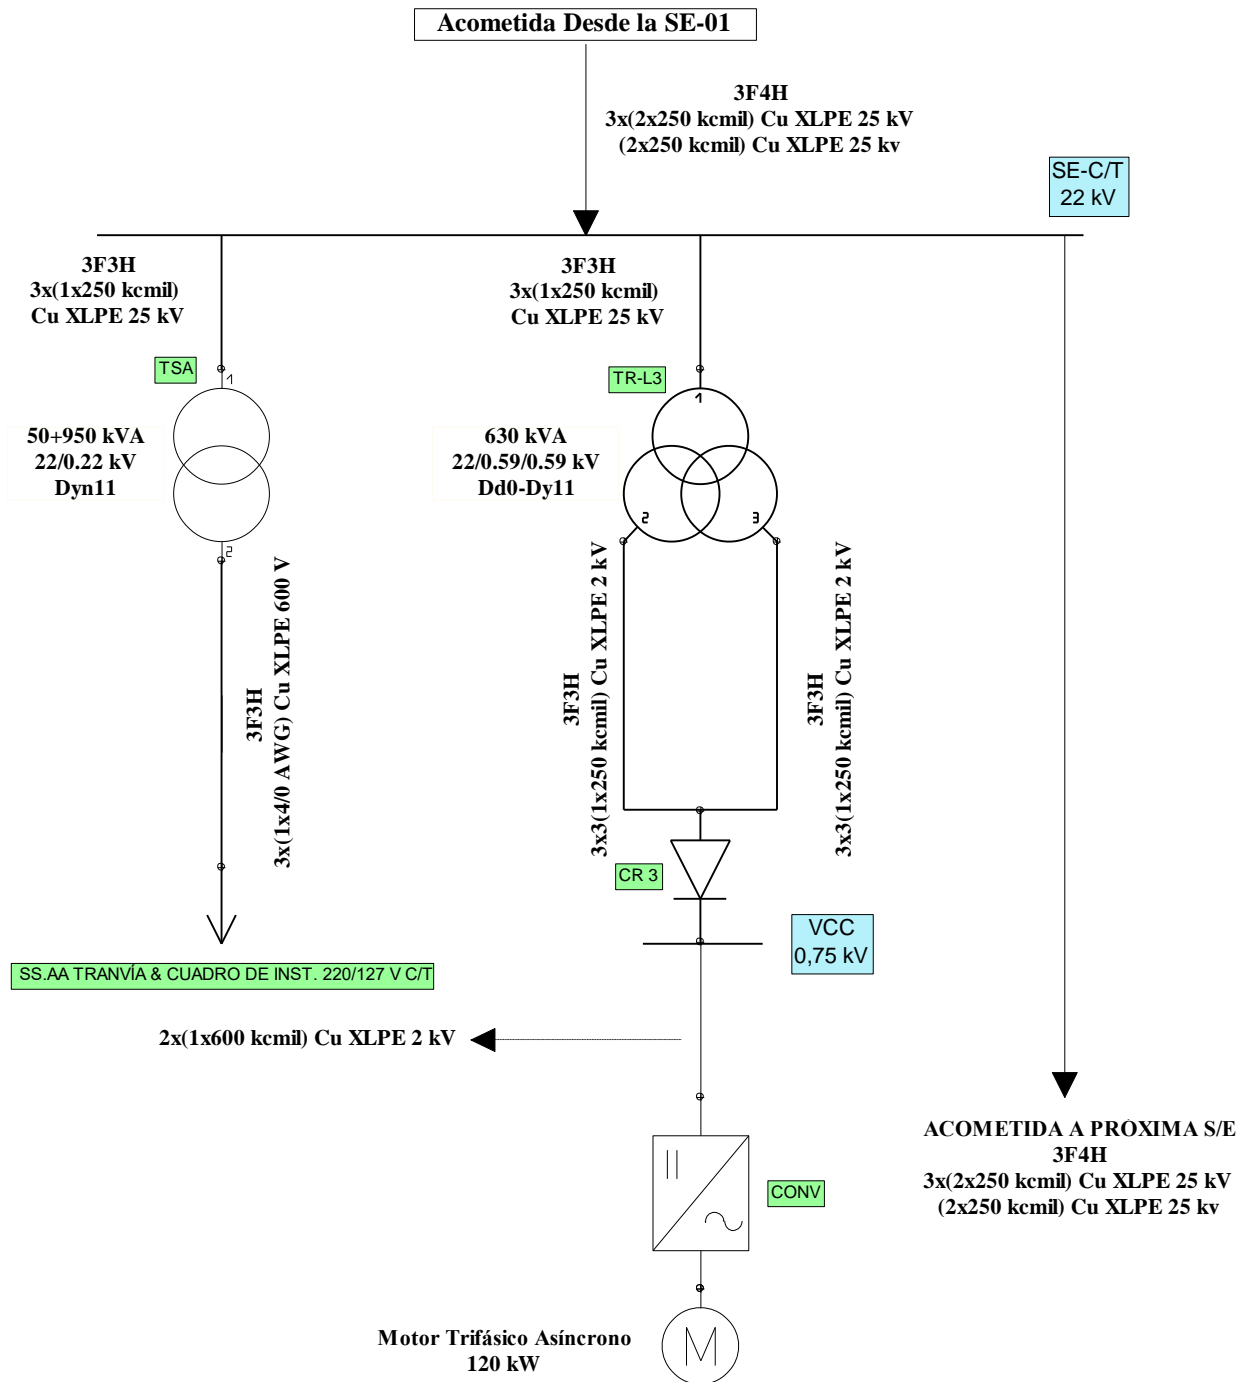 Acometida Desde la SE-01
3F4H
3x(2x250 kcmil) Cu XLPE 25 kV
(2x250 kcmil) Cu XLPE 25 kv
SE-C/T
22 kV
3F3H
3x(1x250 kcmil)
Cu XLPE 25 kV
3F3H
3x(1x250 kcmil)
Cu XLPE 25 kV
TSA
1
50+950 kVA
22/0.22 kV
Dyn11
2
TR-L3
1
630 kVA
22/0.59/0.59 kV
Dd0-Dy11
2
3
3F3H
3x(1x4/0 AWG) Cu XLPE 600 V
3F3H
3x3(1x250 kcmil) Cu XLPE 2 kV
3F3H
3x3(1x250 kcmil) Cu XLPE 2 kV
CR 3
VCC
0,75 kV
SS.AA TRANVÍA & CUADRO DE INST. 220/127 V C/T
2x(1x600 kcmil) Cu XLPE 2 kV
ACOMETIDA A PRÓXIMA S/E
3F4H
3x(2x250 kcmil) Cu XLPE 25 kV
(2x250 kcmil) Cu XLPE 25 kv
CONV
Motor Trifásico Asíncrono
120 kW
M